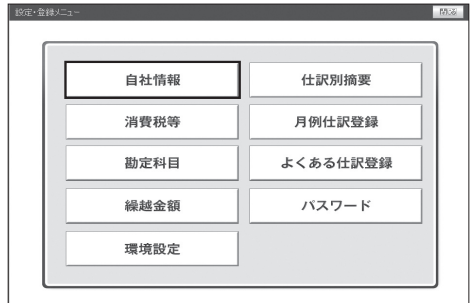 設定・登録メニュー
閉じる
自社情報
仕訳別摘要
消費税等
月例仕訳登録
勘定科目
よくある仕訳登録
繰越金額
パスワード
環境設定